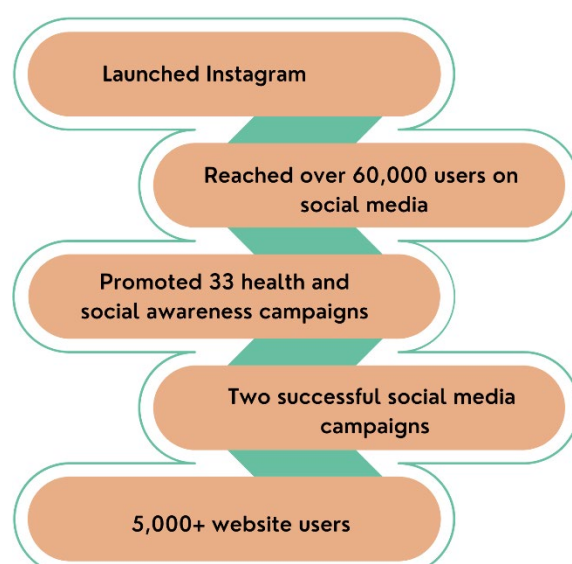 Launched Instagram
Reached over 60,000 users on
social media
Promoted 33 health and
social awareness campaigns
Two successful social media
campaigns
5,000+ website users